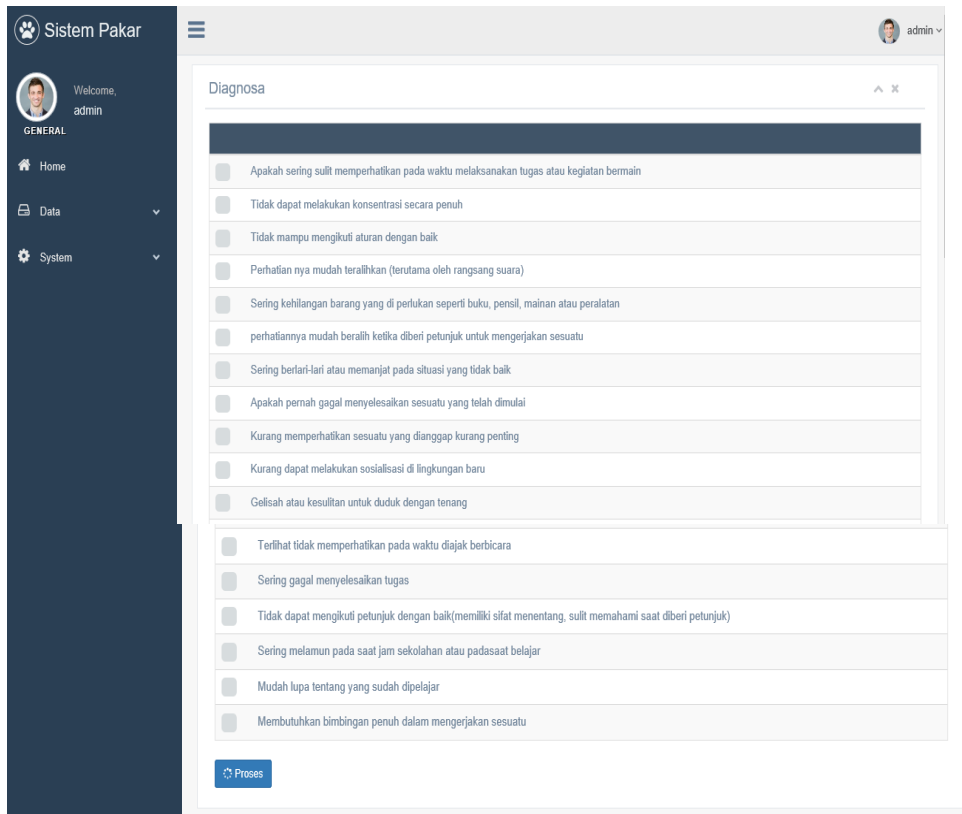 Sistem Pakar
admin
Welcome,
admin
GENERAL
Home
Data
System
Diagnosa
Apakah sering sulit memperhatikan pada waktu melaksanakan tugas atau kegiatan bermain
Tidak dapat melakukan konsentrasi secara penuh
Tidak mampu mengikuti aturan dengan baik
Perhatian nya mudah teralihkan (terutama oleh rangsang suara)
Sering kehilangan barang yang di perlukan seperti buku, pensil, mainan atau peralatan
perhatiannya mudah beralih ketika diberi petunjuk untuk mengerjakan sesuatu
Sering berlari-lari atau memanjat pada situasi yang tidak baik
Apakah pernah gagal menyelesaikan sesuatu yang telah dimulai
Kurang memperhatikan sesuatu yang dianggap kurang penting
Kurang dapat melakukan sosialisasi di lingkungan baru
Gelisah atau kesulitan untuk duduk dengan tenang
Terlihat tidak memperhatikan pada waktu diajak berbicara
Sering gagal menyelesaikan tugas
Tidak dapat mengikuti petunjuk dengan baik(memiliki sifat menentang, sulit memahami saat diberi petunjuk)
Sering melamun pada saat jam sekolahan atau padasaat belajar
Mudah lupa tentang yang sudah dipelajar
Membutuhkan bimbingan penuh dalam mengerjakan sesuatu
Proses